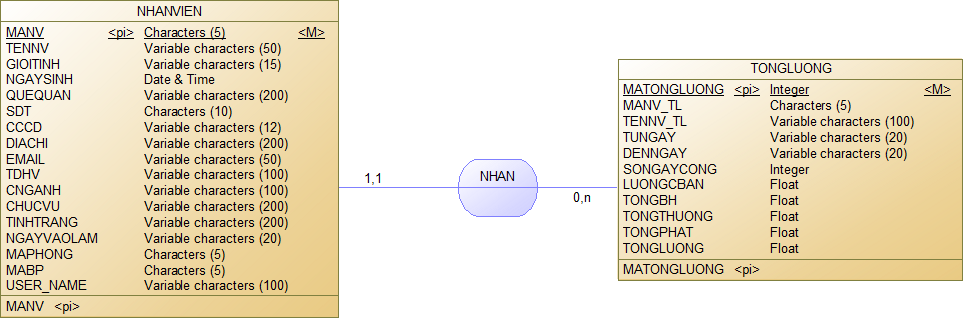 NHANVIEN
MANV <pi> Characters (5) <M>
TENNV Variable characters (50)
GIOITINH Variable characters (15)
NGAYSINH Date & Time
QUEQUAN Variable characters (200)
SDT Characters (10)
CCCD Variable characters (12)
DIACHI Variable characters (200)
EMAIL Variable characters (50)
TDHV Variable characters (100)
CNGANH Variable characters (100)
CHUCVU Variable characters (200)
TINHTRANG Variable characters (200)
NGAYVAOLAM Variable characters (20)
MAPHONG Characters (5)
MABP Characters (5)
USER_NAME Variable characters (100)
MANV <pi>
1,1
NHAN
0,n
TONGLUONG
MATONGLUONG <pi> Integer <M>
MANV_TL Characters (5)
TENNV_TL Variable characters (100)
TUNGAY Variable characters (20)
DENNGAY Variable characters (20)
SONGAYCONG Integer
LUONGCBAN Float
TONGBH Float
TONGTHUONG Float
TONGPHAT Float
TONGLUONG Float
MATONGLUONG <pi>